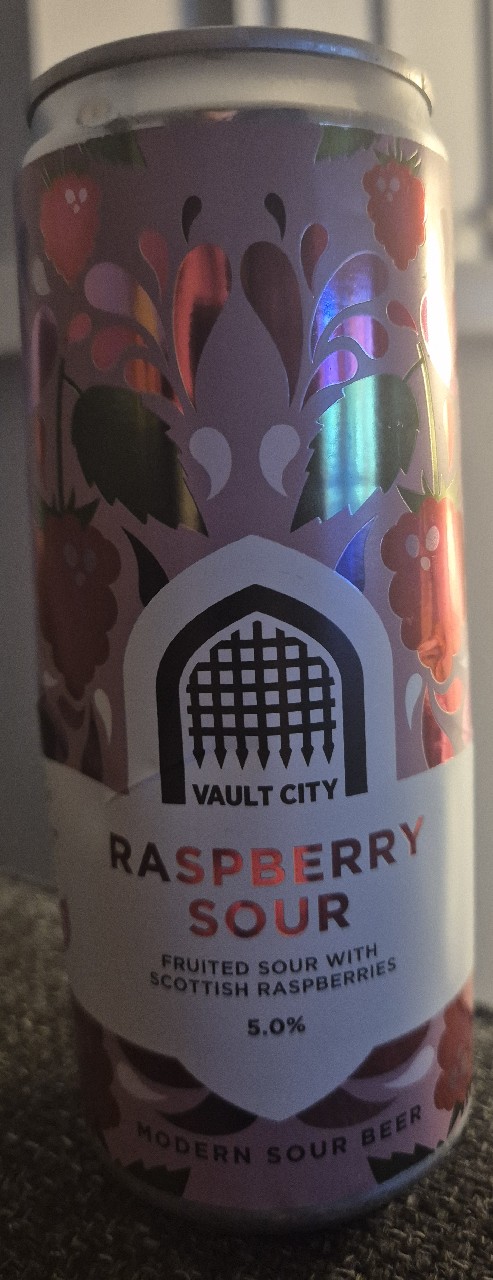 VAULT CITY
RASPBERRY
SOUR
FRUITED SOUR WITH
SCOTTISH RASPBERRIES
5.0%
MODERN SOUR BEER